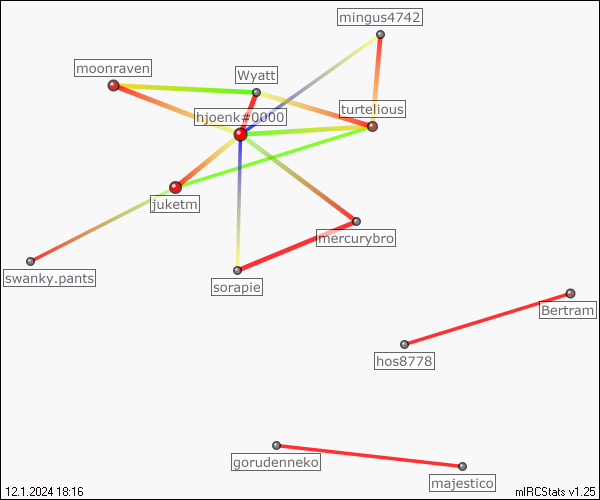 mingus4742
moonraven
Wyatt
turtelious
hjoenk#0000
juketm
mercurybro
swanky.pants
sorapie
Bertram
hos8778
gorudenneko
majestico
12.1.2024 18:16
mIRCStats v1.25